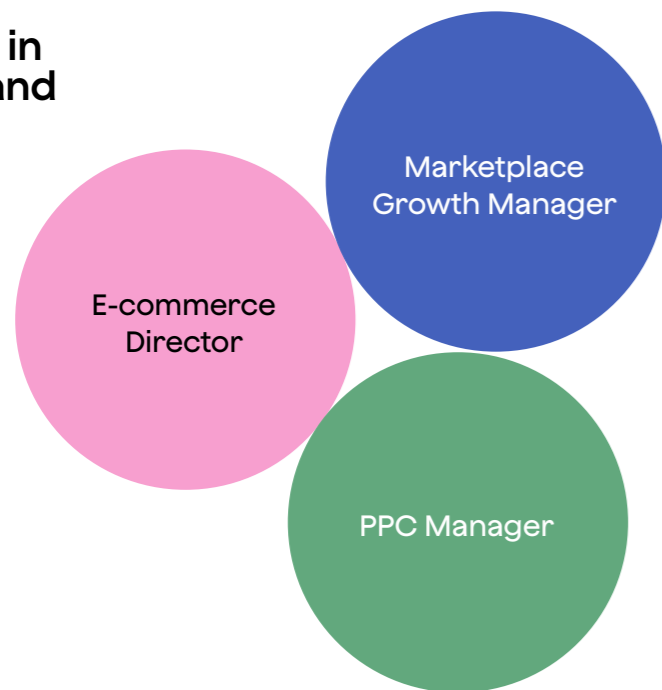 in
and
Marketplace
Growth Manager
E-commerce
Director
PPC Manager